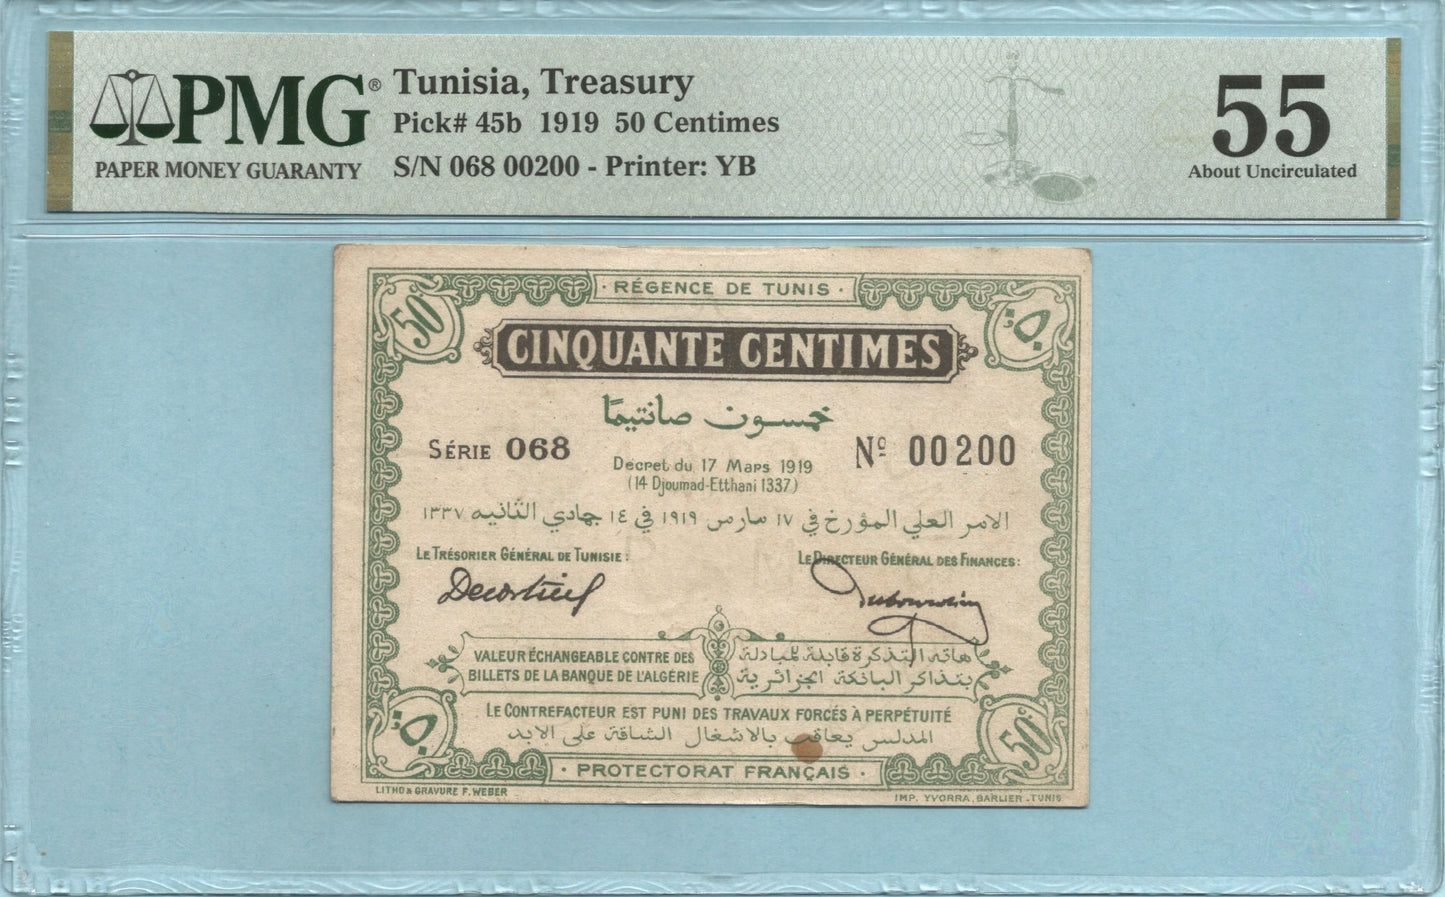 PMG®
PAPER MONEY GUARANTY
Tunisia, Treasury
Pick# 45b 1919 50 Centimes
S/N 068 00200 - Printer: YB
55
About Uncirculated
· RÉGENCE DE TUNIS ·
50
٥٠
CINQUANTE CENTIMES
خمسون صانتيما
SÉRIE 068
Nº 00200
Décret du 17 Mars 1919
(14 Djoumad-Etthani 1337)
الامر العلي المؤرخ في ١٧ مارس ١٩١٩ في ١٤ جمادي الثانيه ١٣٣٧
LE TRÉSORIER GÉNÉRAL DE TUNISIE:
LE DIRECTEUR GÉNÉRAL DES FINANCES:
VALEUR ÉCHANGEABLE CONTRE DES
BILLETS DE LA BANQUE DE L'ALGÉRIE
هاته التذكرة قابلة للمبادلة
بتذاكر البانكة الجزائرية
LE CONTREFACTEUR EST PUNI DES TRAVAUX FORCÉS À PERPÉTUITÉ
المدلس يعاقب بالاشغال الشاقة على الابد
٥٠
50c
· PROTECTORAT FRANÇAIS ·
LITHO & GRAVURE F. WEBER
IMP. YVORRA, BARLIER, TUNIS